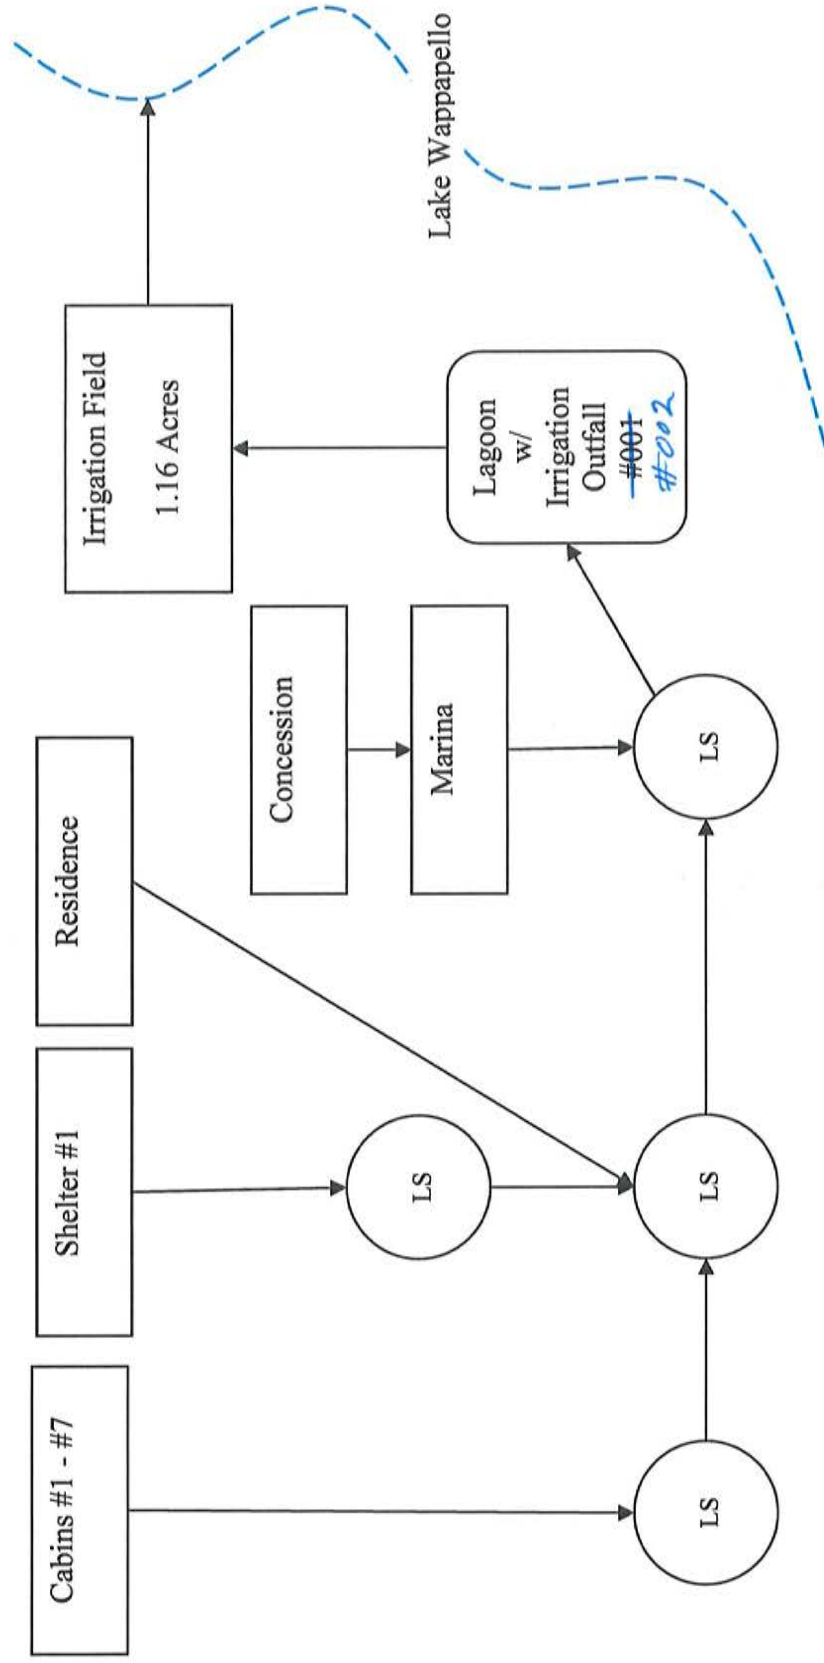 Cabins #1 - #7
Shelter #1
Residence
Irrigation Field
1.16 Acres
Concession
Marina
LS
Lake Wappapello
Lagoon
w/
Irrigation
Outfall
#001
#002
LS
LS
LS